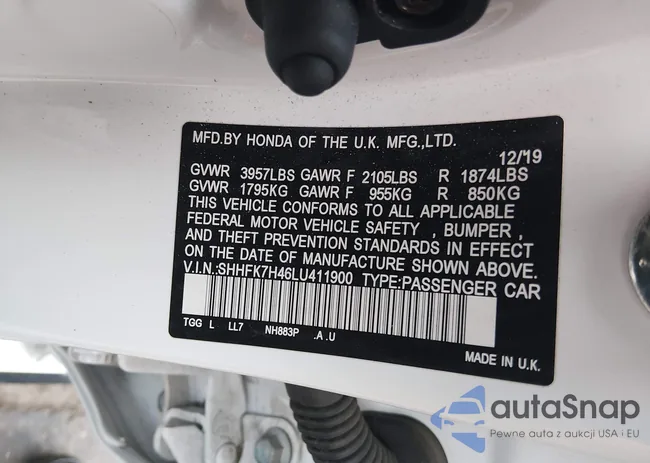 MFD.BY HONDA OF THE U.K. MFG.,LTD.
12/19
GVWR 3957LBS GAWR F 2105LBS R 1874LBS
GVWR 1795KG GAWR F 955KG R 850KG
THIS VEHICLE CONFORMS TO ALL APPLICABLE
FEDERAL MOTOR VEHICLE SAFETY , BUMPER ,
AND THEFT PREVENTION STANDARDS IN EFFECT
ON THE DATE OF MANUFACTURE SHOWN ABOVE.
V.I.N.:SHHFK7H46LU411900 TYPE:PASSENGER CAR
TGG L LL7 NH883P .A .U
MADE IN U.K.
autaSnap
Pewne auta z aukcji USA i EU